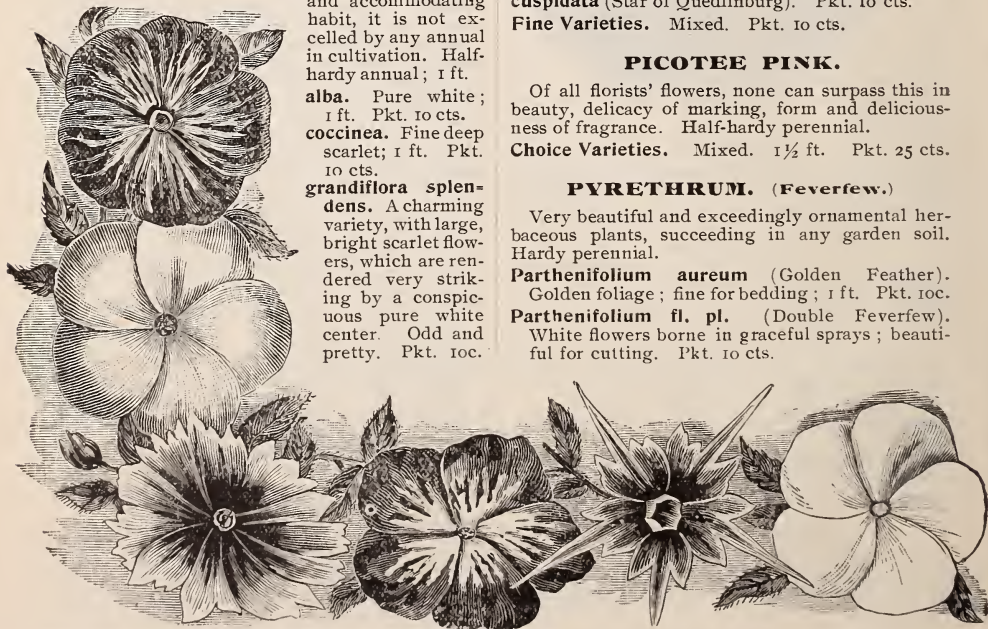 and accommodating
habit, it is not ex-
celled by any annual
in cultivation. Half-
hardy annual; 1 ft.
alba. Pure white;
1 ft. Pkt. 10 cts.
coccinea. Fine deep
scarlet; 1 ft. Pkt.
10 cts.
grandiflora splen-
dens. A charming
variety, with large,
bright scarlet flow-
ers, which are ren-
dered very strik-
ing by a conspic-
uous pure white
center. Odd and
pretty. Pkt. 10c.
cuspidata (Star of Quedlinburg). Pkt. 10 cts.
Fine Varieties. Mixed. Pkt. 10 cts.
PICOTEE PINK.
Of all florists' flowers, none can surpass this in
beauty, delicacy of marking, form and delicious-
ness of fragrance. Half-hardy perennial.
Choice Varieties. Mixed. 1½ ft. Pkt. 25 cts.
PYRETHRUM. (Feverfew.)
Very beautiful and exceedingly ornamental her-
baceous plants, succeeding in any garden soil.
Hardy perennial.
Parthenifolium aureum (Golden Feather).
Golden foliage; fine for bedding; 1 ft. Pkt. 10c.
Parthenifolium fl. pl. (Double Feverfew).
White flowers borne in graceful sprays; beauti-
ful for cutting. Pkt. 10 cts.